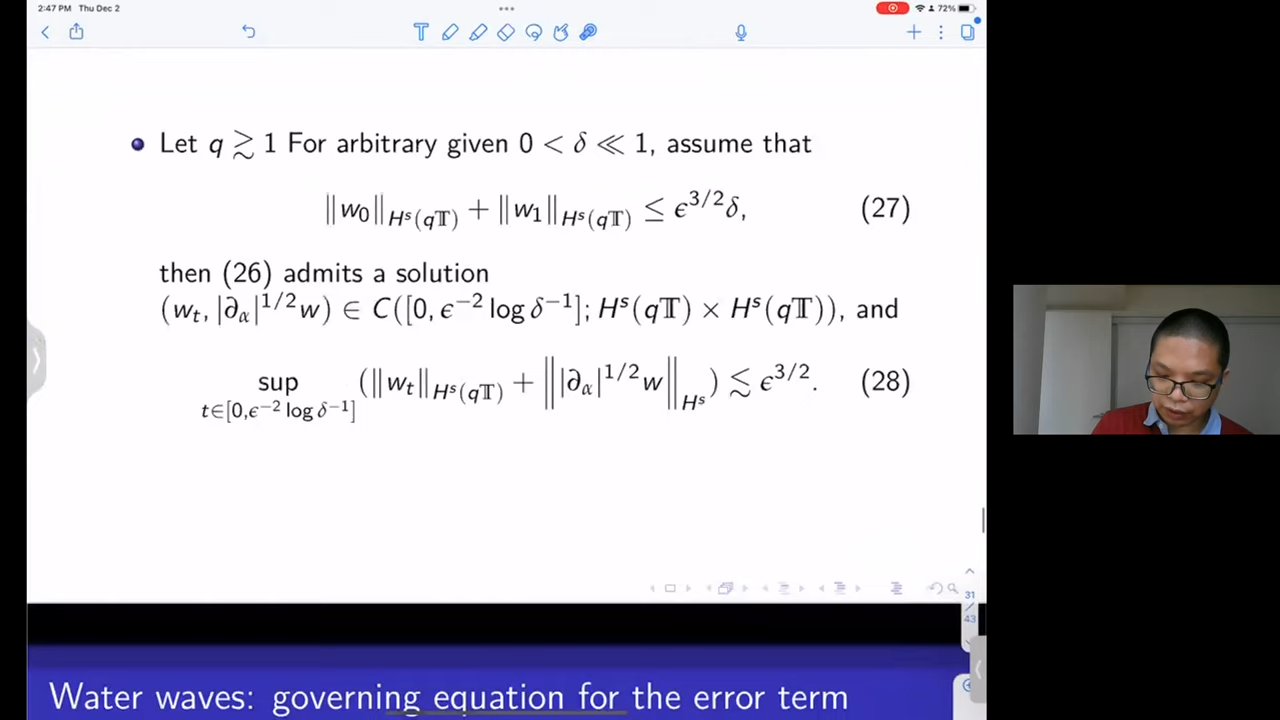 2:47 PM Thu Dec 2
72%
Let q ≳ 1 For arbitrary given 0 < δ ≪ 1, assume that
‖w₀‖_{H^s(q𝕋)} + ‖w₁‖_{H^s(q𝕋)} ≤ ϵ^{3/2}δ, (27)
then (26) admits a solution
(w_t, |∂_α|^{1/2}w) ∈ C([0, ϵ^{−2} log δ^{−1}]; H^s(q𝕋) × H^s(q𝕋)), and
sup_{t∈[0,ϵ^{−2} log δ^{−1}]} (‖w_t‖_{H^s(q𝕋)} + ‖|∂_α|^{1/2}w‖_{H^s}) ≲ ϵ^{3/2}. (28)
31
/
43
Water waves: governing equation for the error term